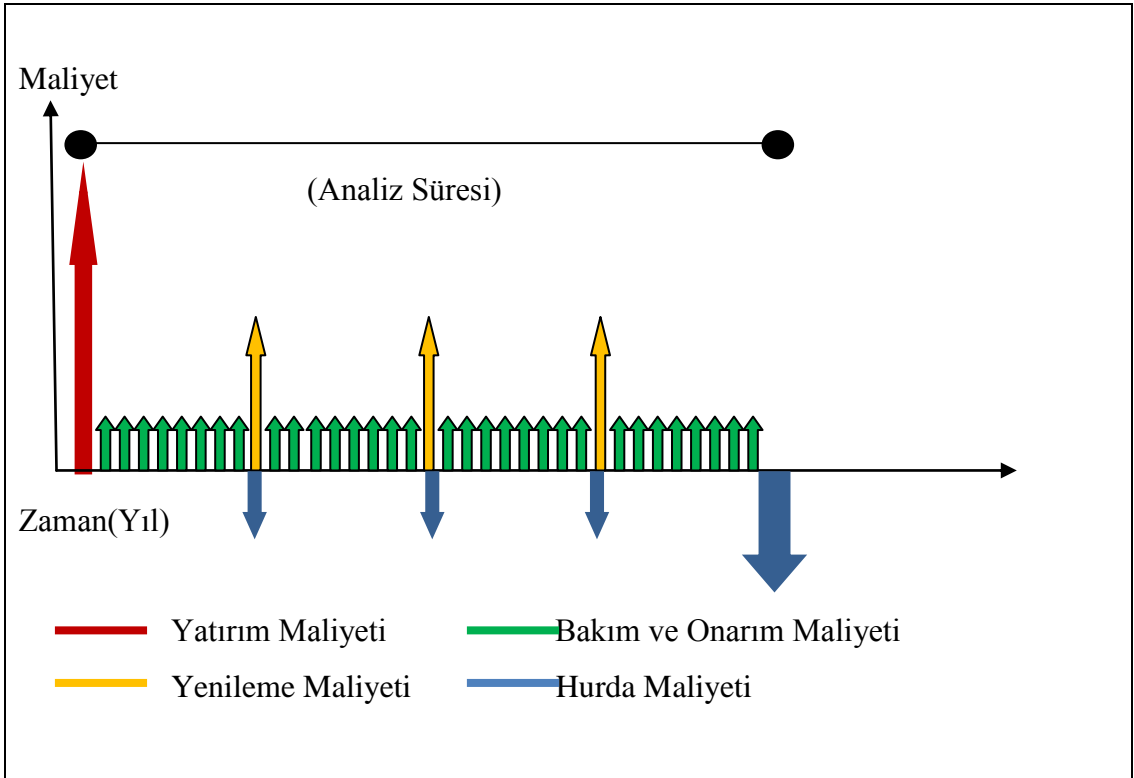 Maliyet
(Analiz Süresi)
Zaman(Yıl)
Yatırım Maliyeti
Bakım ve Onarım Maliyeti
Yenileme Maliyeti
Hurda Maliyeti